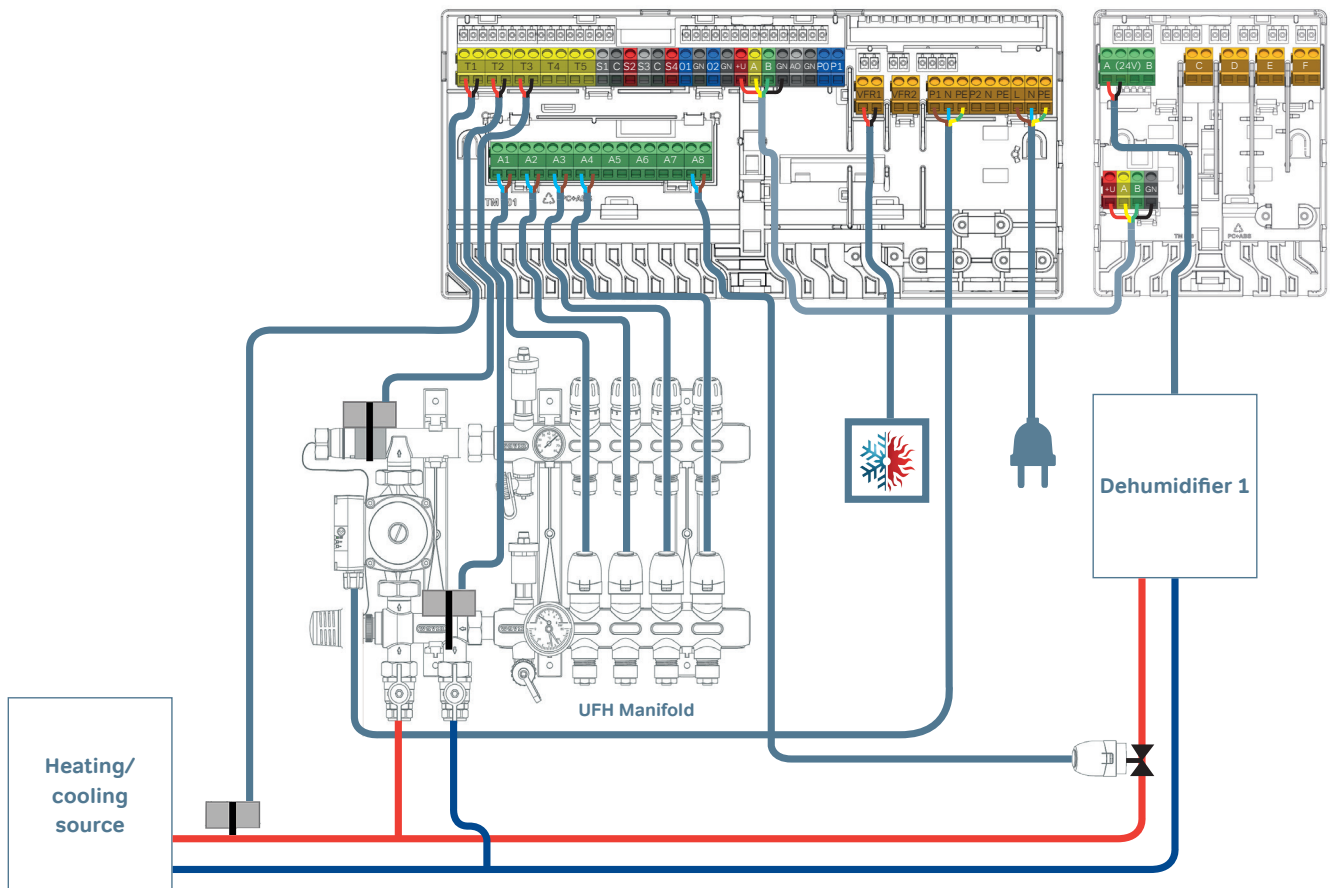 T1 T2 T3 T4 T5 S1 C S2 S3 C S4 01 GN 02 GN +U A B GN AO GN P0 P1
VFR1 VFR2 P1 N PE P2 N PE L N PE
A (24V) B C D E F
A1 A2 A3 A4 A5 A6 A7 A8
+U A B GN
Dehumidifier 1
UFH Manifold
Heating/
cooling
source